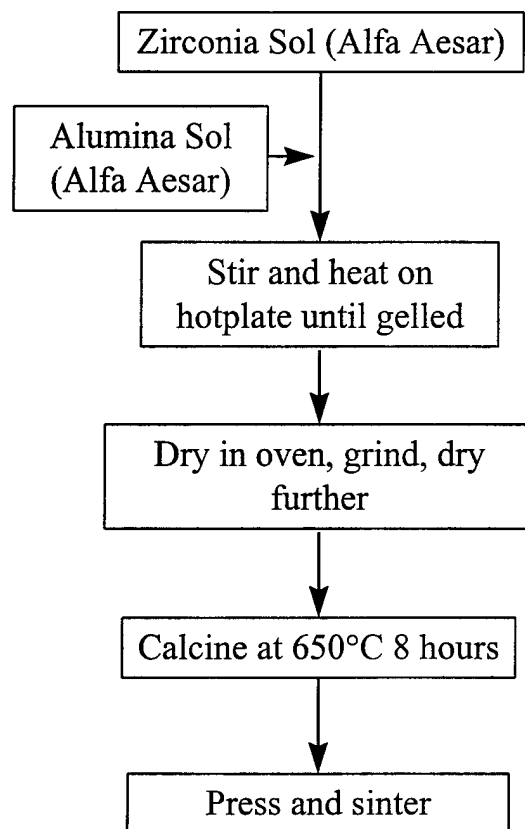 Zirconia Sol (Alfa Aesar)
Alumina Sol
(Alfa Aesar)
Stir and heat on
hotplate until gelled
Dry in oven, grind, dry
further
Calcine at 650°C 8 hours
Press and sinter